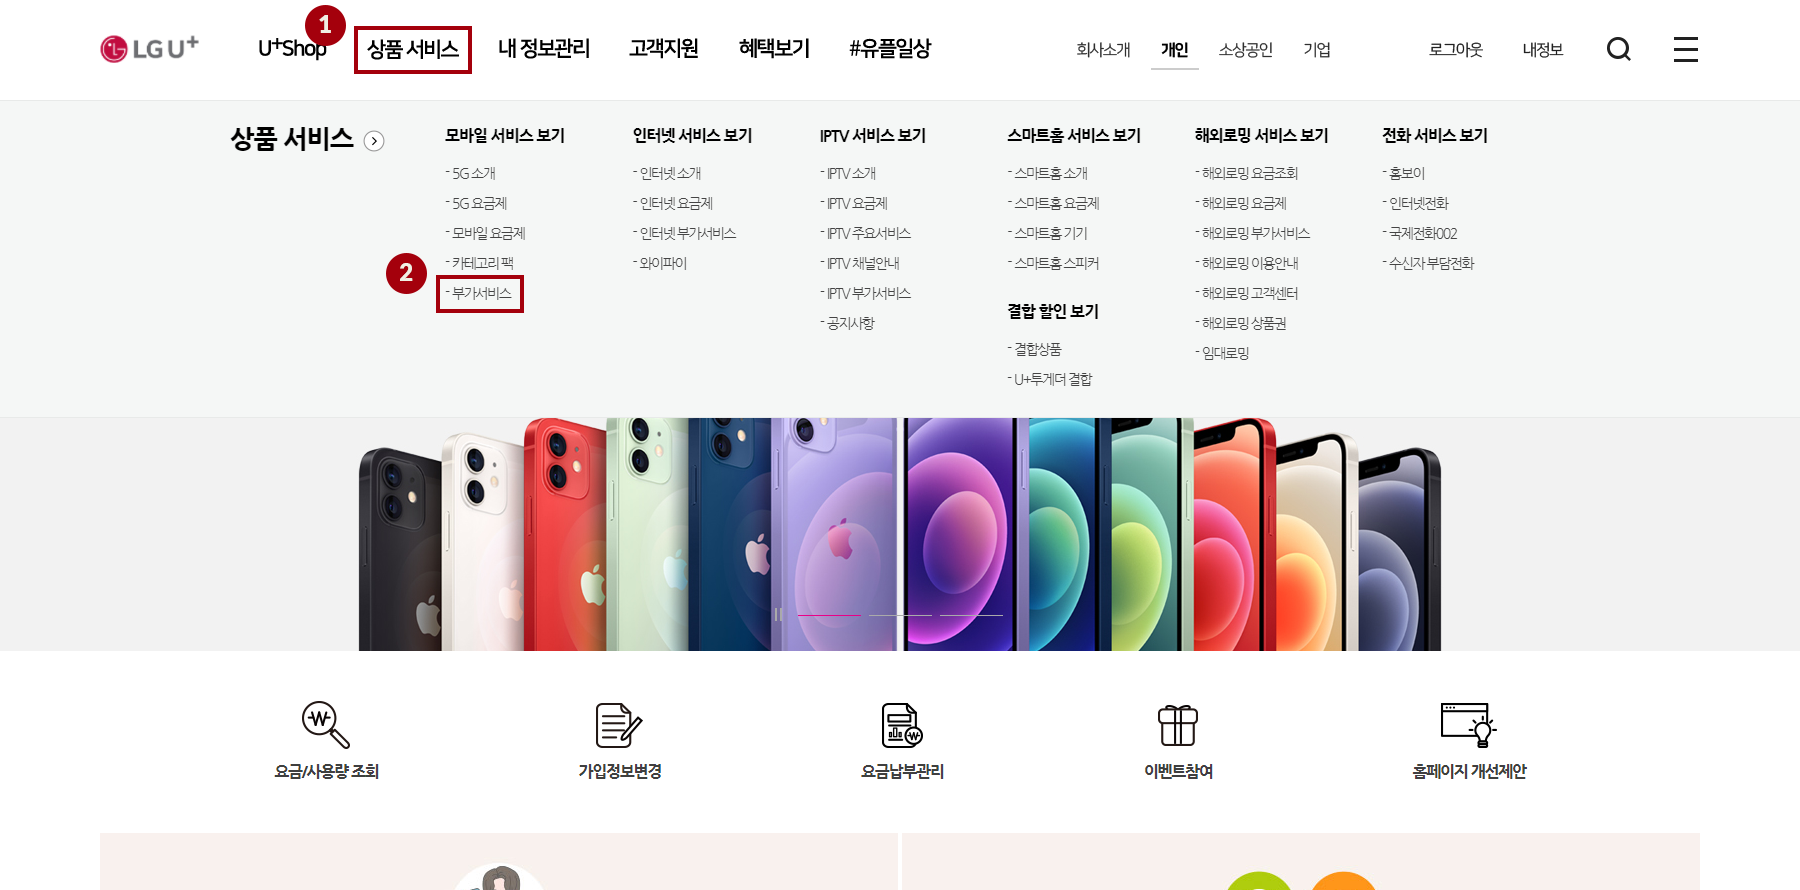 1
LG U+ U+Shop 상품 서비스 내 정보관리 고객지원 혜택보기 #유플일상 회사소개 개인 소상공인 기업 로그아웃 내정보
상품 서비스
모바일 서비스 보기
- 5G 소개
- 5G 요금제
- 모바일 요금제
- 카테고리 팩
2
- 부가서비스
인터넷 서비스 보기
- 인터넷 소개
- 인터넷 요금제
- 인터넷 부가서비스
- 와이파이
IPTV 서비스 보기
- IPTV 소개
- IPTV 요금제
- IPTV 주요서비스
- IPTV 채널안내
- IPTV 부가서비스
- 공지사항
스마트홈 서비스 보기
- 스마트홈 소개
- 스마트홈 요금제
- 스마트홈 기기
- 스마트홈 스피커
결합 할인 보기
- 결합상품
- U+투게더 결합
해외로밍 서비스 보기
- 해외로밍 요금조회
- 해외로밍 요금제
- 해외로밍 부가서비스
- 해외로밍 이용안내
- 해외로밍 고객센터
- 해외로밍 상품권
- 임대로밍
전화 서비스 보기
- 홈보이
- 인터넷전화
- 국제전화002
- 수신자 부담전화
요금/사용량 조회 가입정보변경 요금납부관리 이벤트참여 홈페이지 개선제안